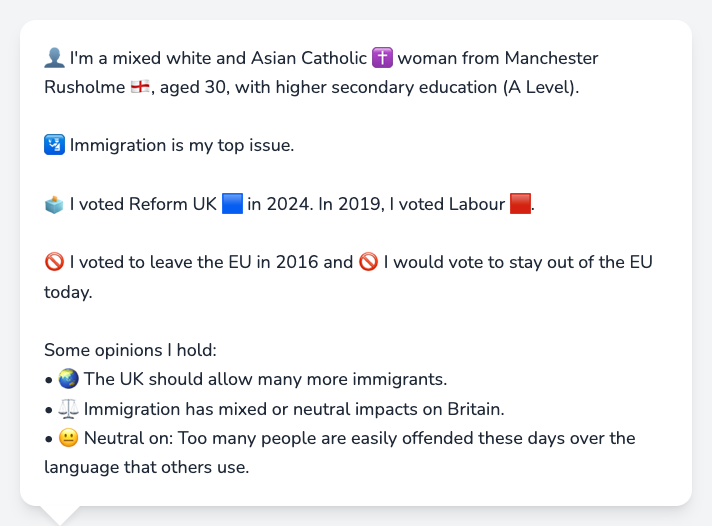 👤 I'm a mixed white and Asian Catholic ✝️ woman from Manchester
Rusholme 🏴󠁧󠁢󠁥󠁮󠁧󠁿, aged 30, with higher secondary education (A Level).
🛂 Immigration is my top issue.
🗳️ I voted Reform UK 🟦 in 2024. In 2019, I voted Labour 🟥.
🚫 I voted to leave the EU in 2016 and 🚫 I would vote to stay out of the EU
today.
Some opinions I hold:
• 🌏 The UK should allow many more immigrants.
• ⚖️ Immigration has mixed or neutral impacts on Britain.
• 😐 Neutral on: Too many people are easily offended these days over the
language that others use.